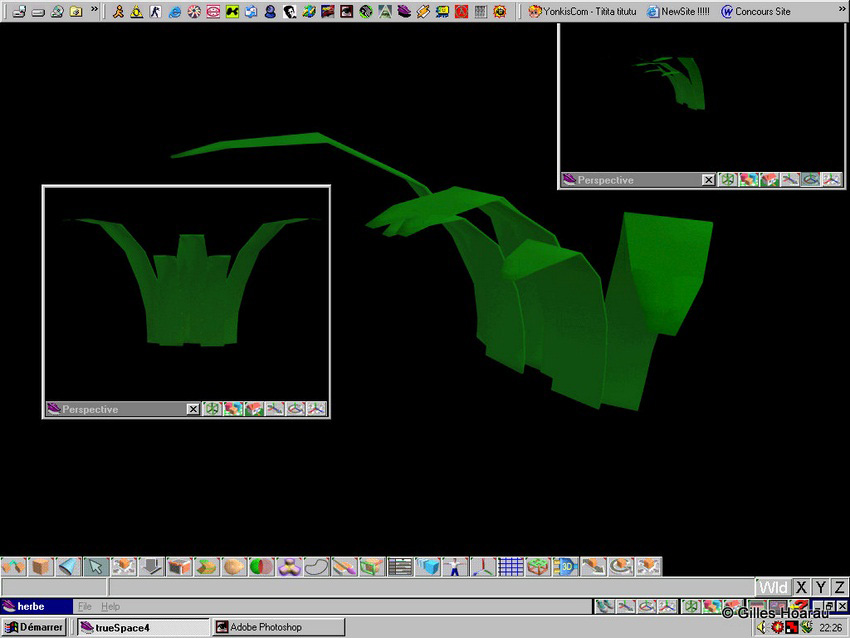 YonkisCom - Titita titutu NewSite !!!!! Concours Site
Perspective
Perspective
3D
Wld X Y Z
herbe File Help
© Gilles Hoarau
Démarrer trueSpace4 Adobe Photoshop 22:26